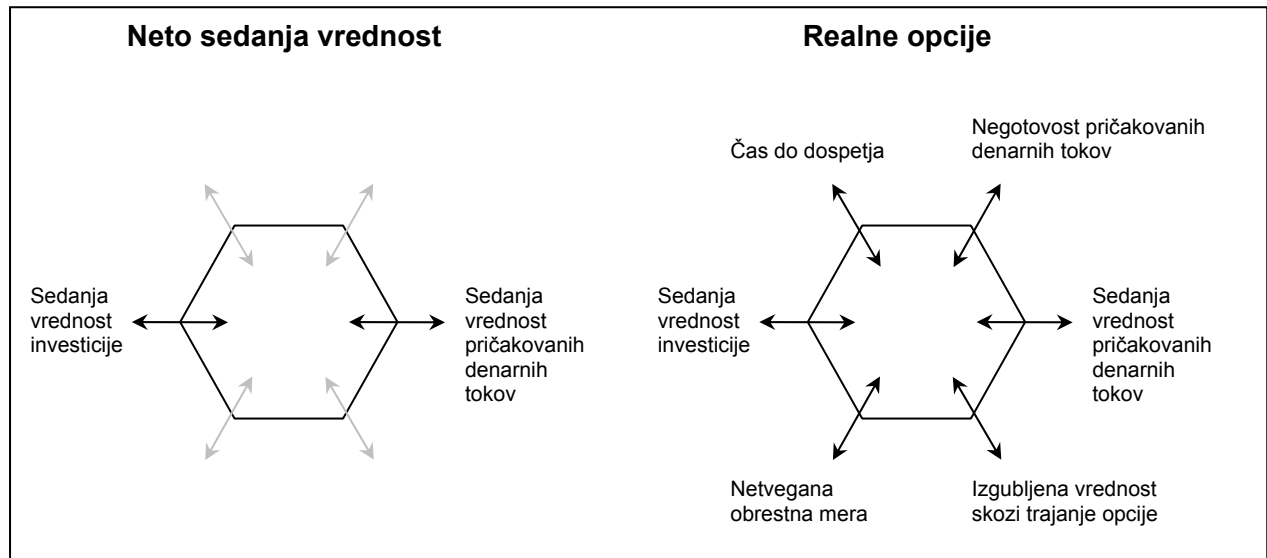 Neto sedanja vrednost
Sedanja
vrednost
investicije
Sedanja
vrednost
pričakovanih
denarnih
tokov
Realne opcije
Čas do dospetja
Negotovost pričakovanih
denarnih tokov
Sedanja
vrednost
investicije
Sedanja
vrednost
pričakovanih
denarnih
tokov
Netvegana
obrestna mera
Izgubljena vrednost
skozi trajanje opcije